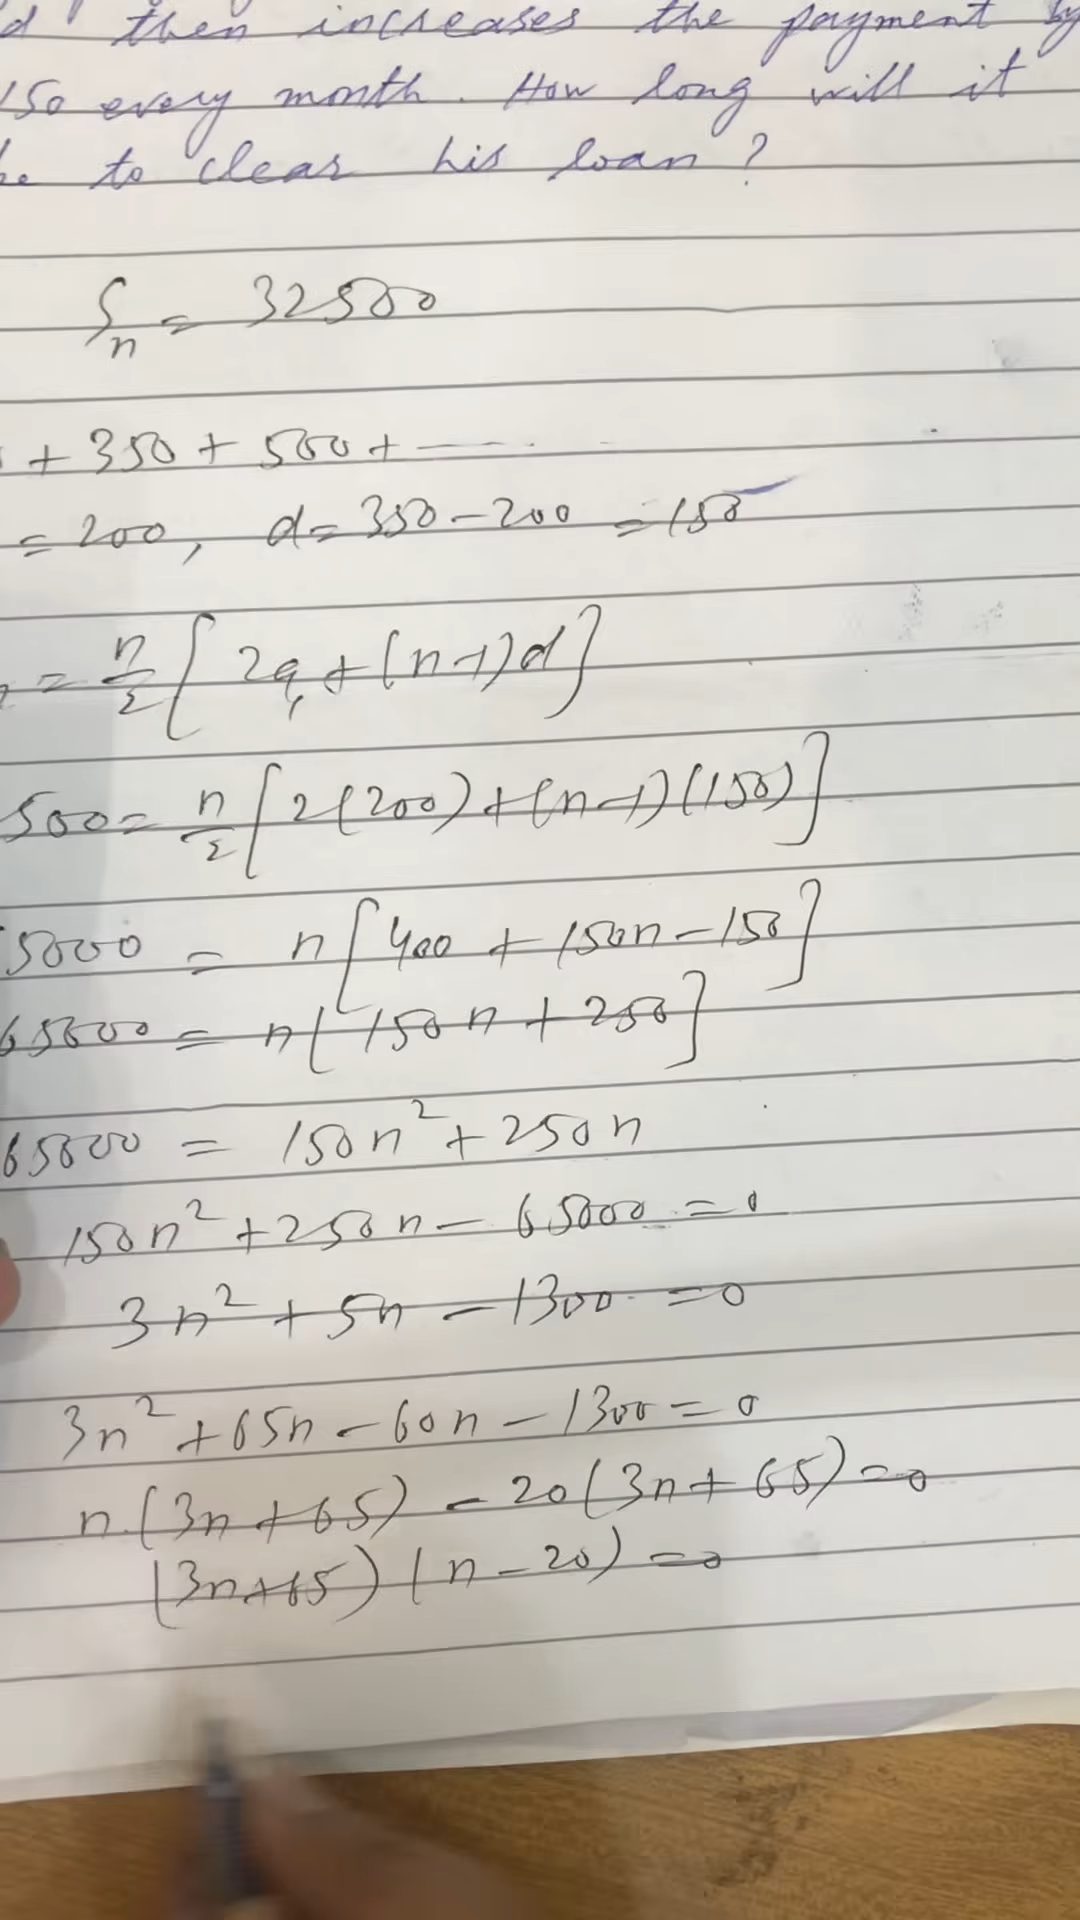 then increases the payment by
150 every month. How long will it
to clear his loan?
Sn = 32500
+ 350 + 500 + ----
= 200, d = 350 - 200 = 150
= n/2 [2a₁ + (n-1)d]
500 = n/2 [2(200) + (n-1)(150)]
5000 = n[400 + 150n - 150]
65000 = n[150n + 250]
65000 = 150n² + 250n
150n² + 250n - 65000 = 0
3n² + 5n - 1300 = 0
3n² + 65n - 60n - 1300 = 0
n(3n + 65) - 20(3n + 65) = 0
(3n+65)(n-20) = 0